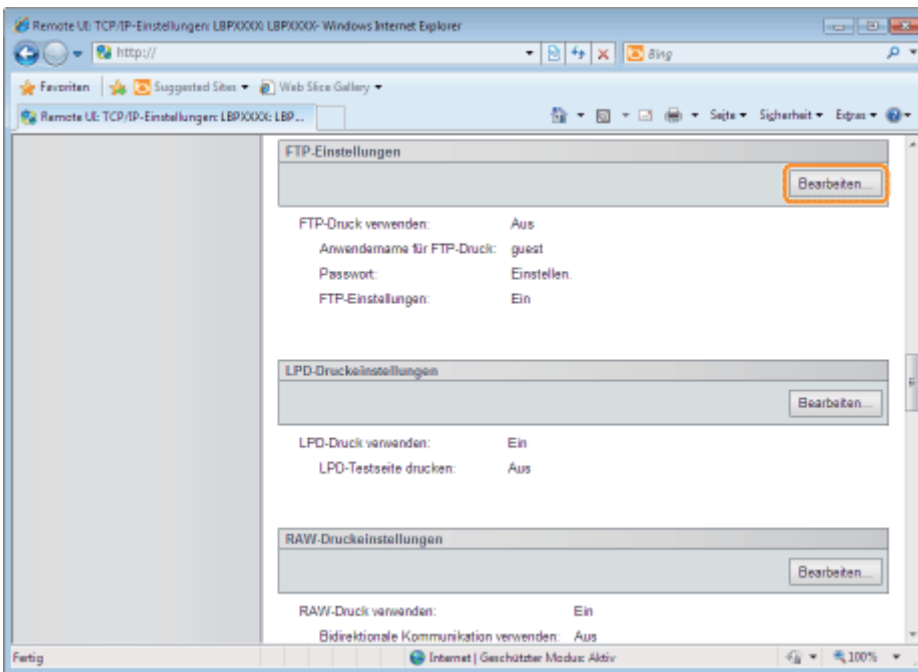 Remote UI: TCP/IP-Einstellungen: LBPXXXX: LBPXXXX- Windows Internet Explorer
http://
Bing
Favoriten Suggested Sites Web Slice Gallery
Remote UI: TCP/IP-Einstellungen: LBPXXXX: LBP... Seite Sicherheit Extras
FTP-Einstellungen
Bearbeiten...
FTP-Druck verwenden: Aus
Anwendername für FTP-Druck: guest
Passwort: Einstellen.
FTP-Einstellungen: Ein
LPD-Druckeinstellungen
Bearbeiten...
LPD-Druck verwenden: Ein
LPD-Testseite drucken: Aus
RAW-Druckeinstellungen
Bearbeiten...
RAW-Druck verwenden: Ein
Bidirektionale Kommunikation verwenden: Aus
Fertig Internet | Geschützter Modus: Aktiv 100%